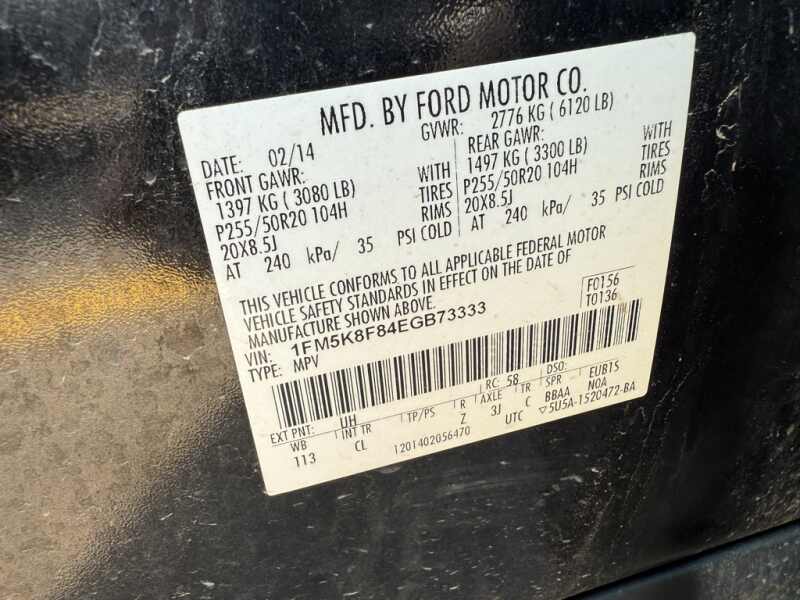 MFD. BY FORD MOTOR CO.
DATE: 02/14 GVWR: 2776 KG ( 6120 LB)
FRONT GAWR: REAR GAWR:
1397 KG ( 3080 LB) WITH 1497 KG ( 3300 LB) WITH
P255/50R20 104H TIRES P255/50R20 104H TIRES
20X8.5J RIMS 20X8.5J RIMS
AT 240 kPa/ 35 PSI COLD AT 240 kPa/ 35 PSI COLD
THIS VEHICLE CONFORMS TO ALL APPLICABLE FEDERAL MOTOR
VEHICLE SAFETY STANDARDS IN EFFECT ON THE DATE OF
MANUFACTURE SHOWN ABOVE. F0156
VIN: 1FM5K8F84EGB73333 T0136
TYPE: MPV
EXT PNT: UH RC: 58 DSO:
WB INT TR TP/PS R AXLE TR SPR EUB1S
113 CL Z 3J C BBAA NOA
1201402056470 UTC ▽5U5A-1520472-BA